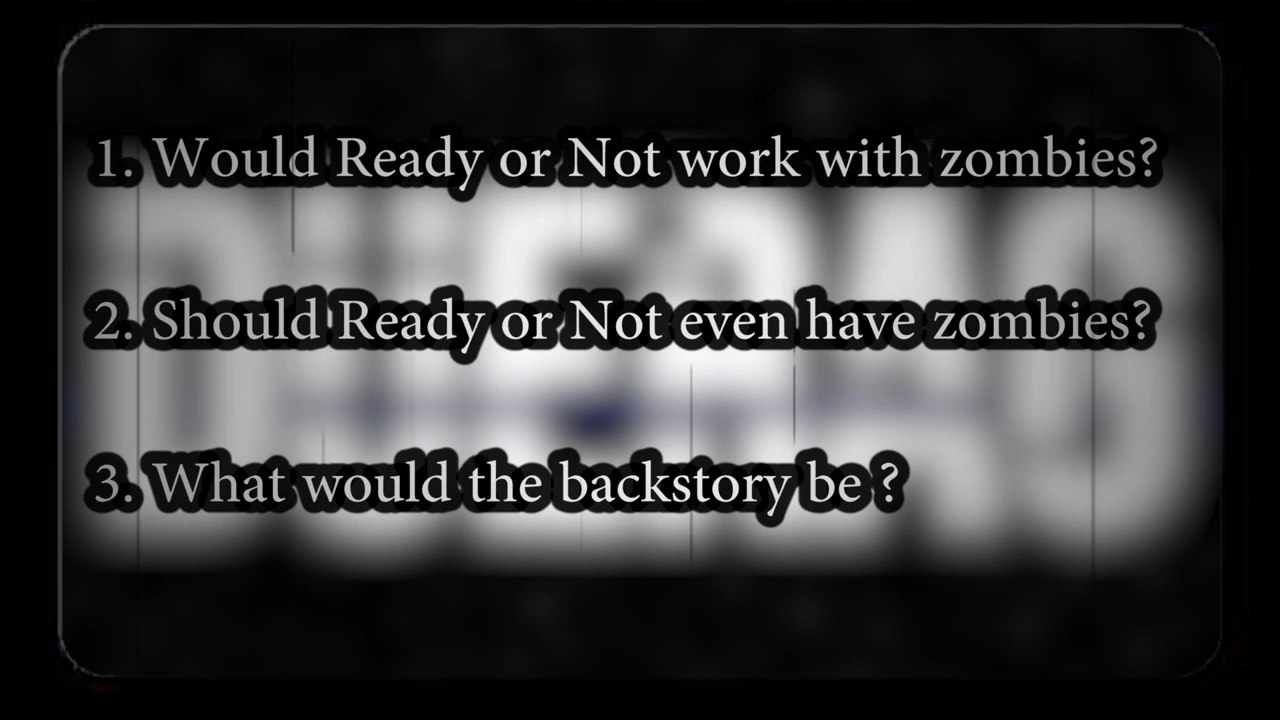 1. Would Ready or Not work with zombies?
2. Should Ready or Not even have zombies?
3. What would the backstory be ?